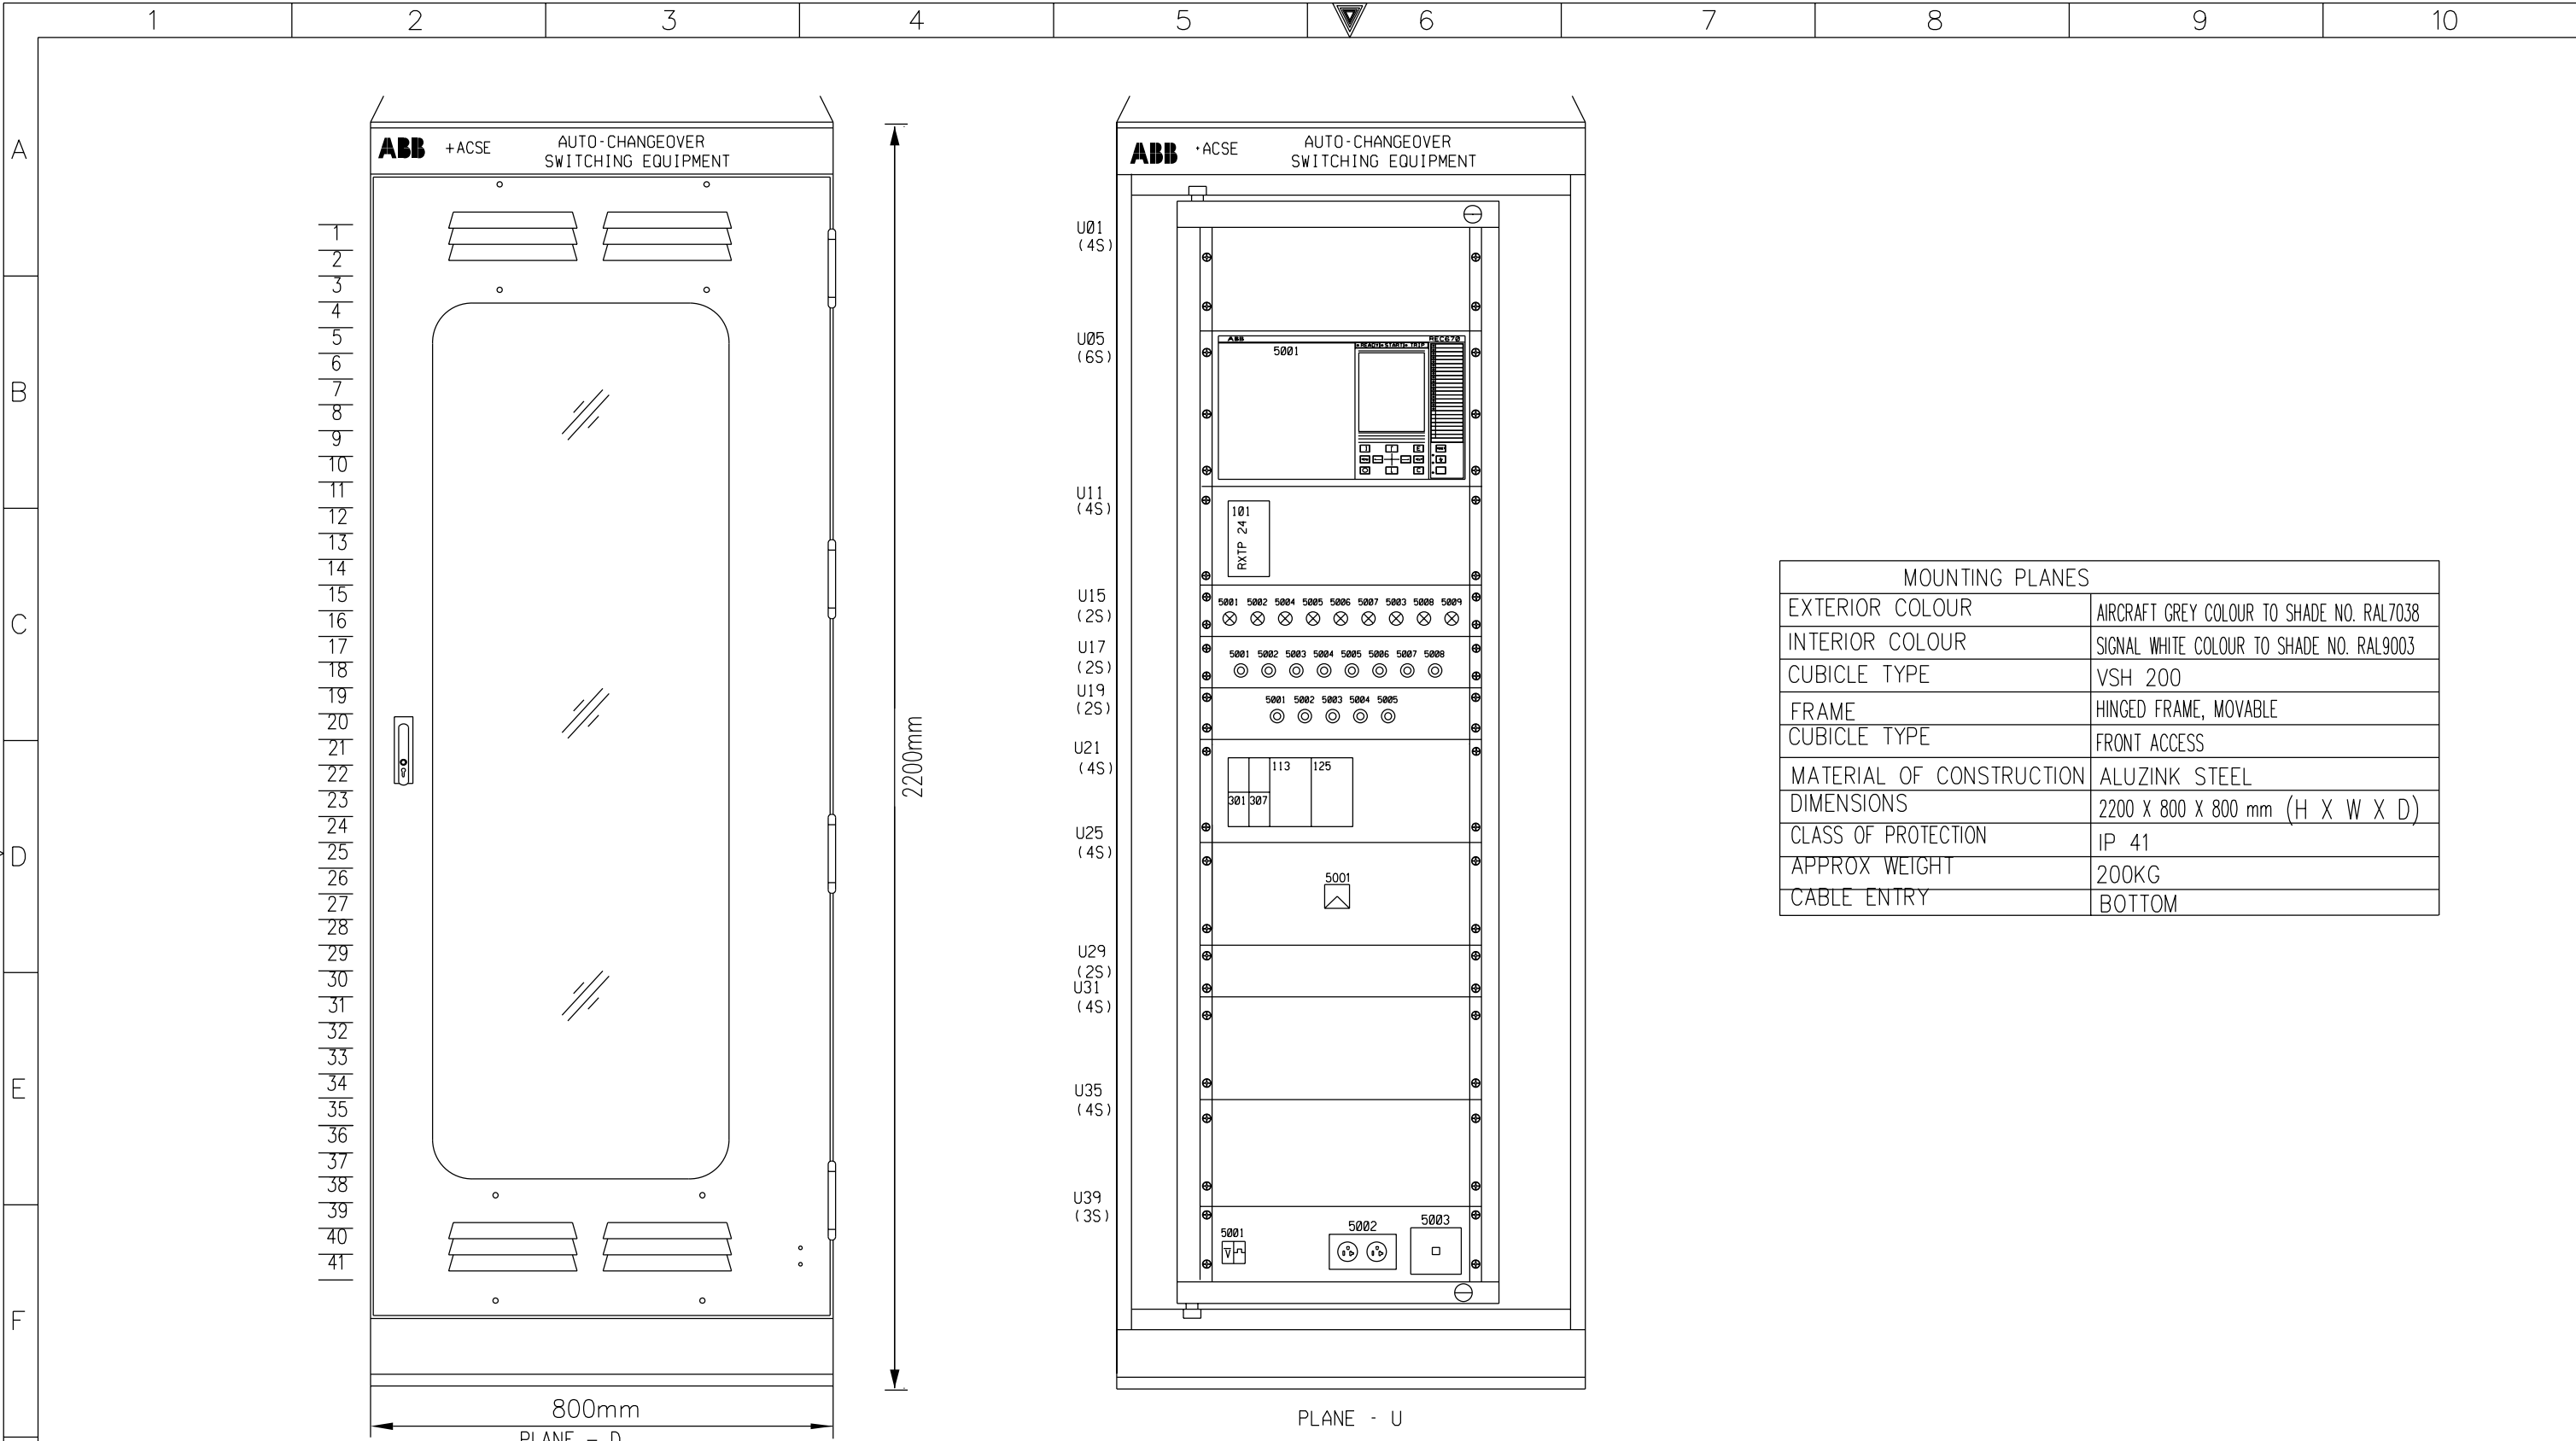 1 2 3 4 5 6 7 8 9 10
A
B
C
D
E
F
ABB +ACSE AUTO-CHANGEOVER
SWITCHING EQUIPMENT
1
2
3
4
5
6
7
8
9
10
11
12
13
14
15
16
17
18
19
20
21
22
23
24
25
26
27
28
29
30
31
32
33
34
35
36
37
38
39
40
41
2200mm
800mm
PLANE - D
ABB +ACSE AUTO-CHANGEOVER
SWITCHING EQUIPMENT
U01
(4S)
U05
(6S)
ABB REC670
5001
READY START TRIP
U11
(4S)
101
RXTP 24
U15
(2S)
5001 5002 5004 5005 5006 5007 5003 5008 5009
U17
(2S)
5001 5002 5003 5004 5005 5006 5007 5008
U19
(2S)
5001 5002 5003 5004 5005
U21
(4S)
113 125
301 307
U25
(4S)
5001
U29
(2S)
U31
(4S)
U35
(4S)
U39
(3S)
5001 5002 5003
PLANE - U
MOUNTING PLANES
EXTERIOR COLOUR AIRCRAFT GREY COLOUR TO SHADE NO. RAL7038
INTERIOR COLOUR SIGNAL WHITE COLOUR TO SHADE NO. RAL9003
CUBICLE TYPE VSH 200
FRAME HINGED FRAME, MOVABLE
CUBICLE TYPE FRONT ACCESS
MATERIAL OF CONSTRUCTION ALUZINK STEEL
DIMENSIONS 2200 X 800 X 800 mm (H X W X D)
CLASS OF PROTECTION IP 41
APPROX WEIGHT 200KG
CABLE ENTRY BOTTOM